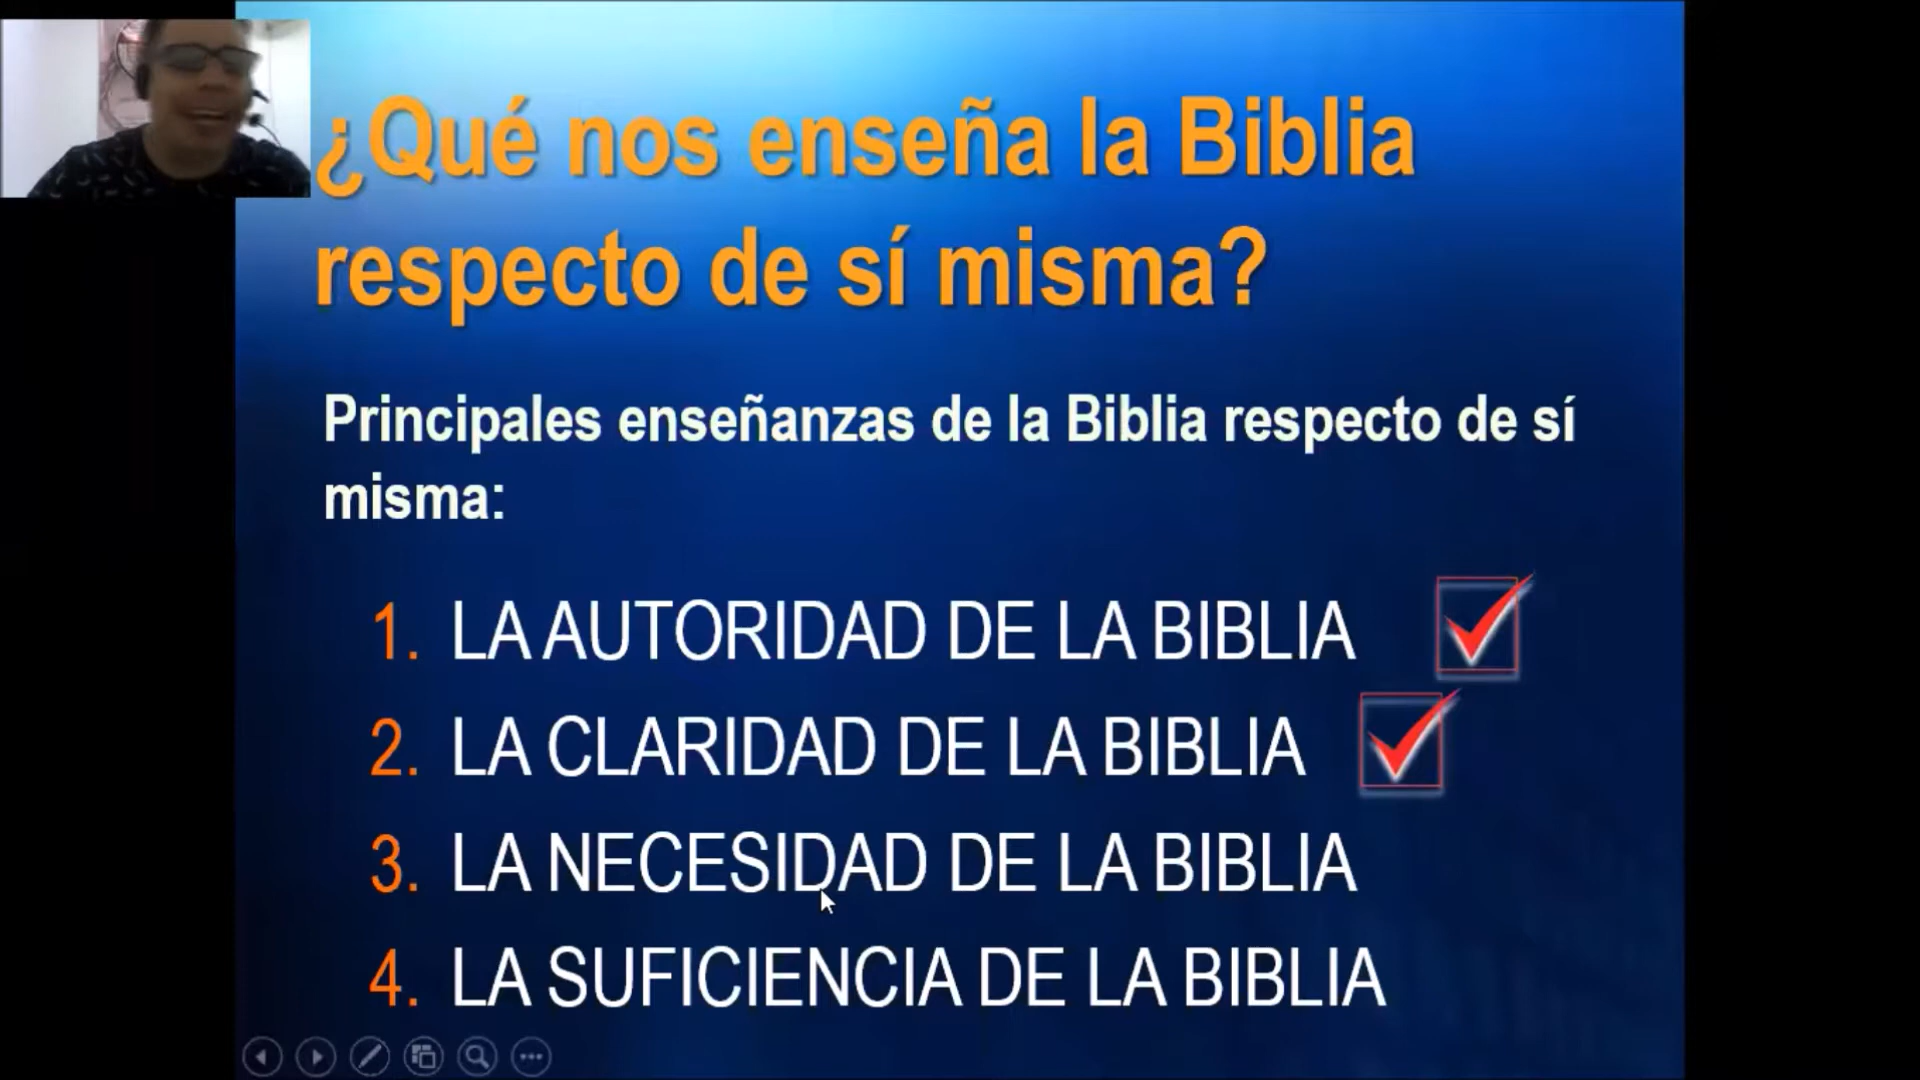 ¿Qué nos enseña la Biblia
respecto de sí misma?
Principales enseñanzas de la Biblia respecto de sí
misma:
1. LA AUTORIDAD DE LA BIBLIA
2. LA CLARIDAD DE LA BIBLIA
3. LA NECESIDAD DE LA BIBLIA
4. LA SUFICIENCIA DE LA BIBLIA